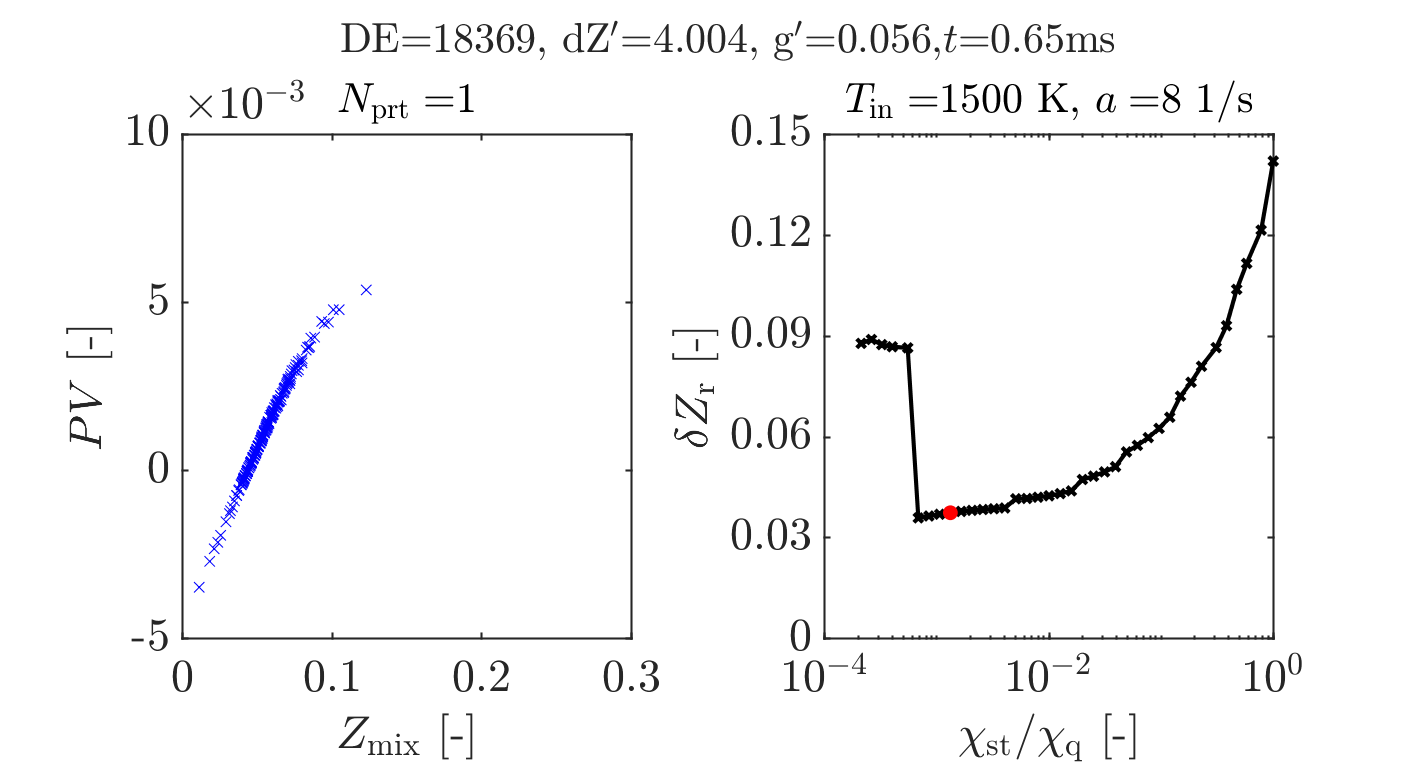 DE=18369, dZ′=4.004, g′=0.056,t=0.65ms
×10⁻³ N_prt =1
10
5
0
-5
0 0.1 0.2 0.3
PV [-]
Z_mix [-]
T_in =1500 K, a =8 1/s
0.15
0.12
0.09
0.06
0.03
0
10⁻⁴ 10⁻² 10⁰
δZ_r [-]
χ_st/χ_q [-]